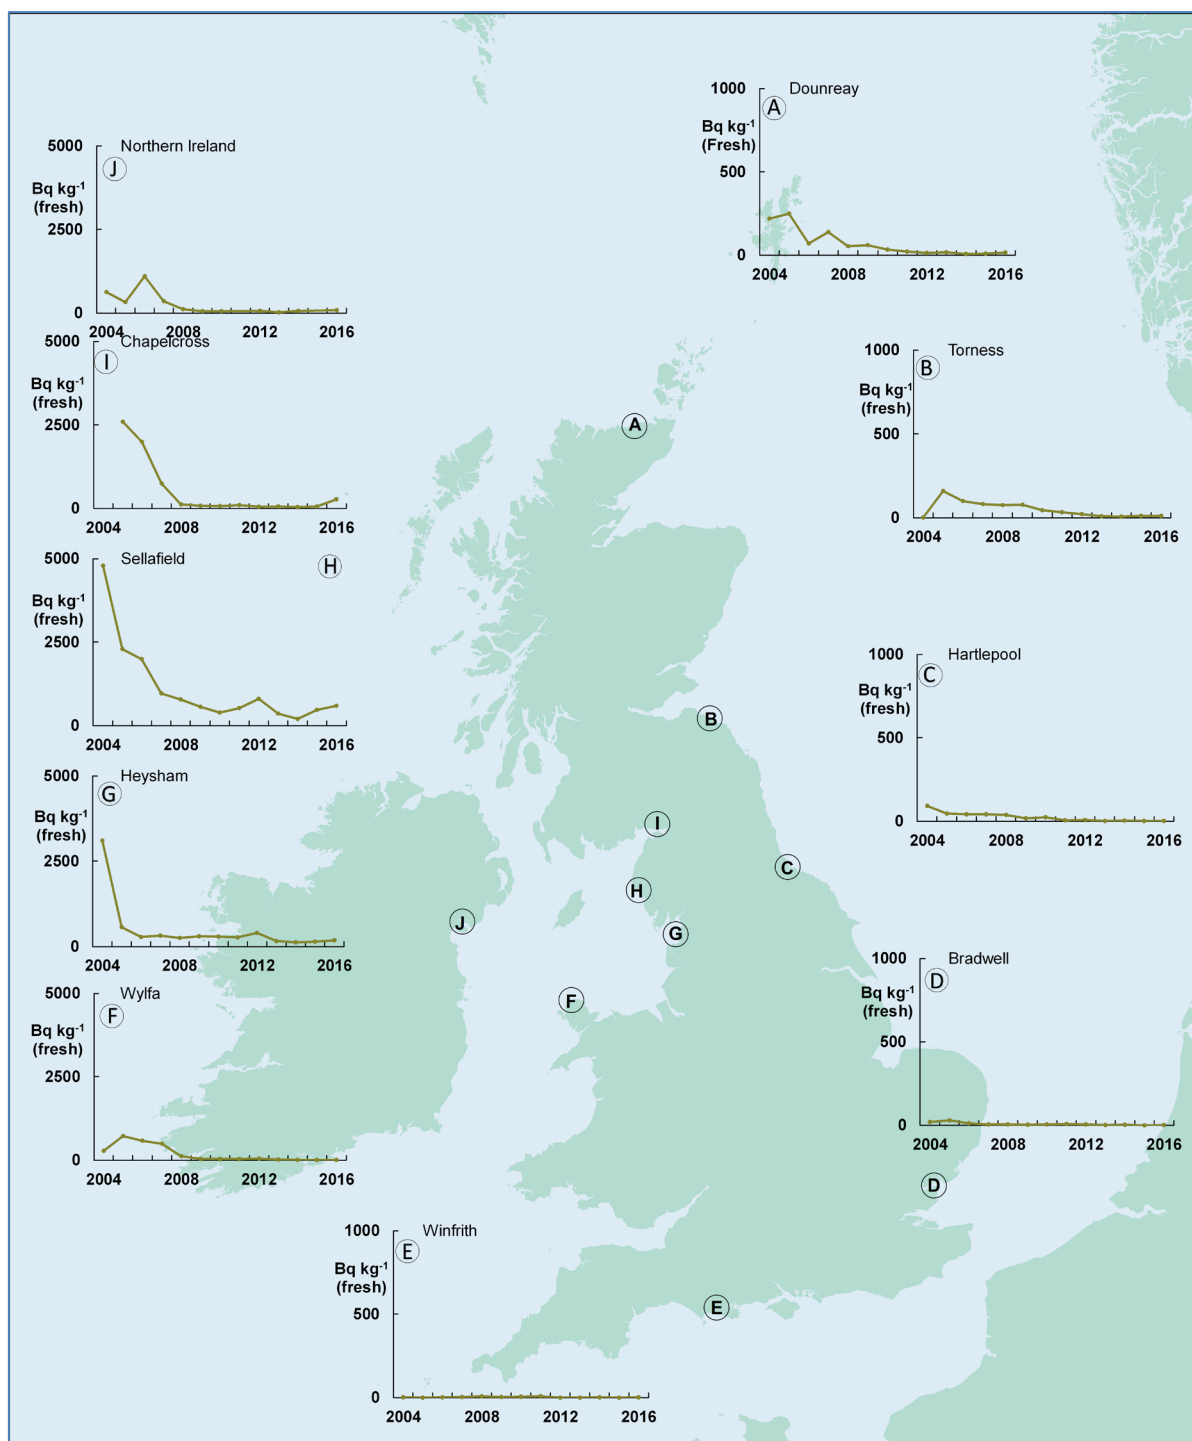 1000
A
Dounreay
Bq kg⁻¹
(Fresh)
500
0
2004
2008
2012
2016
5000
J
Northern Ireland
Bq kg⁻¹
(fresh)
2500
0
2004
2008
2012
2016
5000
I
Chapelcross
Bq kg⁻¹
(fresh)
2500
0
2004
2008
2012
2016
1000
B
Torness
Bq kg⁻¹
(fresh)
500
0
2004
2008
2012
2016
5000
Sellafield
H
Bq kg⁻¹
(fresh)
2500
0
2004
2008
2012
2016
1000
C
Hartlepool
Bq kg⁻¹
(fresh)
500
0
2004
2008
2012
2016
5000
G
Heysham
Bq kg⁻¹
(fresh)
2500
0
2004
2008
2012
2016
1000
D
Bradwell
Bq kg⁻¹
(fresh)
500
0
2004
2008
2012
2016
5000
F
Wylfa
Bq kg⁻¹
(fresh)
2500
0
2004
2008
2012
2016
1000
E
Winfrith
Bq kg⁻¹
(fresh)
500
0
2004
2008
2012
2016
A
B
I
C
H
J
G
F
D
E